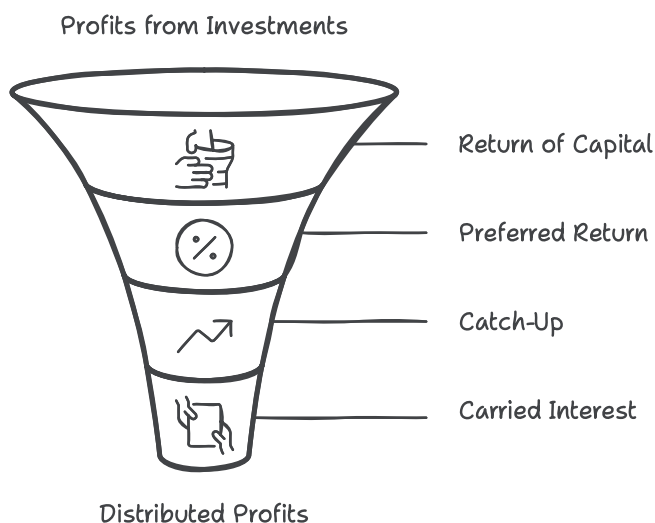 Profits from Investments
Return of Capital
Preferred Return
Catch-Up
Carried Interest
Distributed Profits